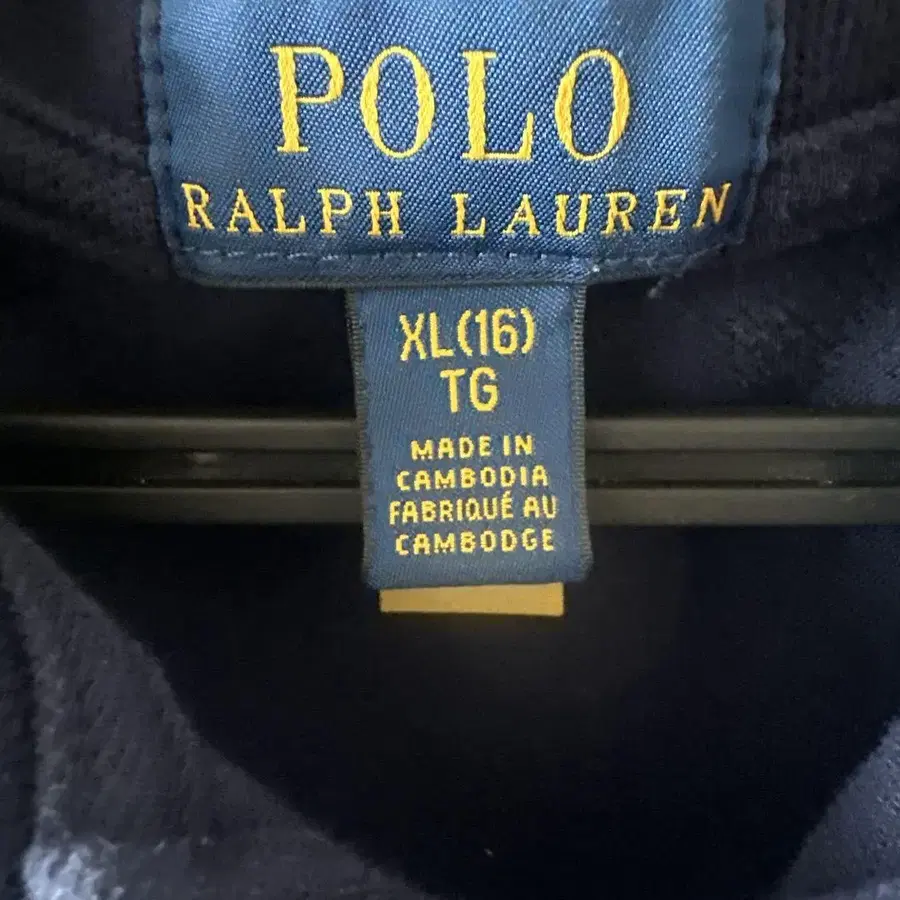 POLO
RALPH LAUREN
XL(16)
TG
MADE IN
CAMBODIA
FABRIQUÉ AU
CAMBODGE